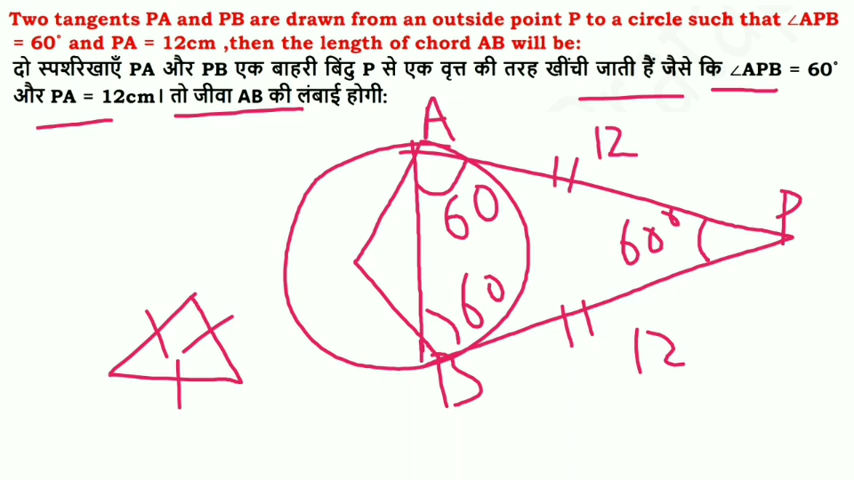 Two tangents PA and PB are drawn from an outside point P to a circle such that ∠APB
= 60° and PA = 12cm ,then the length of chord AB will be:
दो स्पर्शरेखाएँ PA और PB एक बाहरी बिंदु P से एक वृत्त की तरह खींची जाती हैं जैसे कि ∠APB = 60°
और PA = 12cm। तो जीवा AB की लंबाई होगी:
A
12
P
60
60°
60
12
B